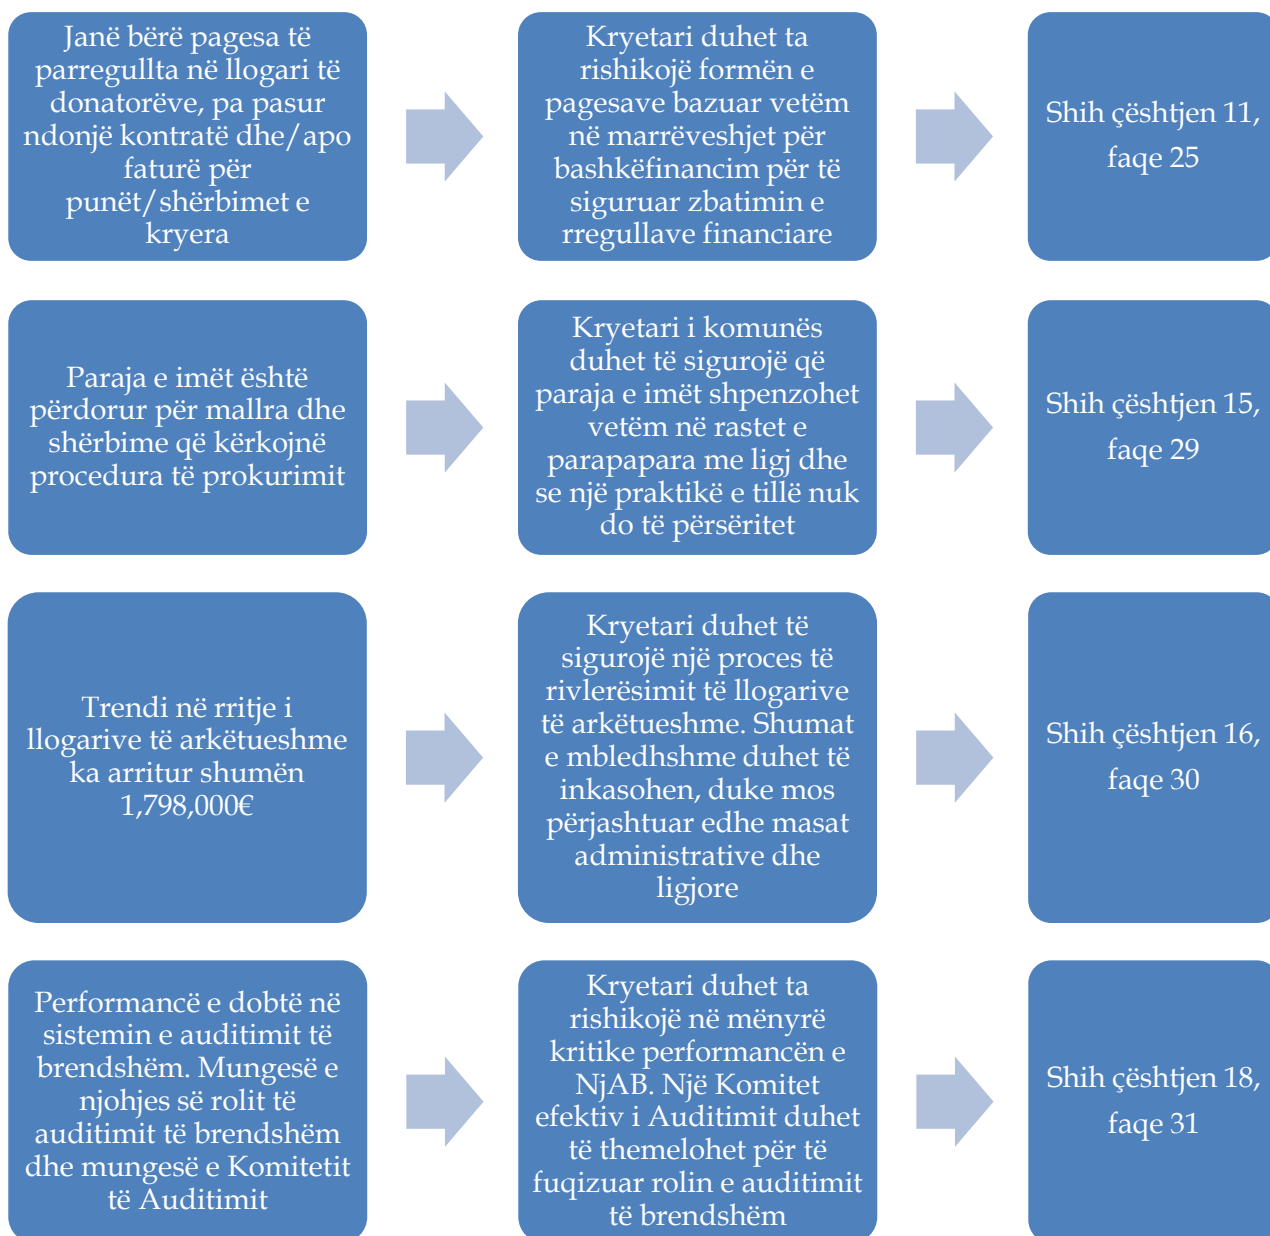 Janë bërë pagesa të
parregullta në llogari të
donatorëve, pa pasur
ndonjë kontratë dhe/apo
faturë për
punët/shërbimet e
kryera
Kryetari duhet ta
rishikojë formën e
pagesave bazuar vetëm
në marrëveshjet për
bashkëfinancim për të
siguruar zbatimin e
rregullave financiare
Shih çështjen 11,
faqe 25
Paraja e imët është
përdorur për mallra dhe
shërbime që kërkojnë
procedura të prokurimit
Kryetari i komunës
duhet të sigurojë që
paraja e imët shpenzohet
vetëm në rastet e
parapapara me ligj dhe
se një praktikë e tillë nuk
do të përsëritet
Shih çështjen 15,
faqe 29
Trendi në rritje i
llogarive të arkëtueshme
ka arritur shumën
1,798,000€
Kryetari duhet të
sigurojë një proces të
rivlerësimit të llogarive
të arkëtueshme. Shumat
e mbledhshme duhet të
inkasohen, duke mos
përjashtuar edhe masat
administrative dhe
ligjore
Shih çështjen 16,
faqe 30
Performancë e dobtë në
sistemin e auditimit të
brendshëm. Mungesë e
njohjes së rolit të
auditimit të brendshëm
dhe mungesë e Komitetit
të Auditimit
Kryetari duhet ta
rishikojë në mënyrë
kritike performancën e
NjAB. Një Komitet
efektiv i Auditimit duhet
të themelohet për të
fuqizuar rolin e auditimit
të brendshëm
Shih çështjen 18,
faqe 31